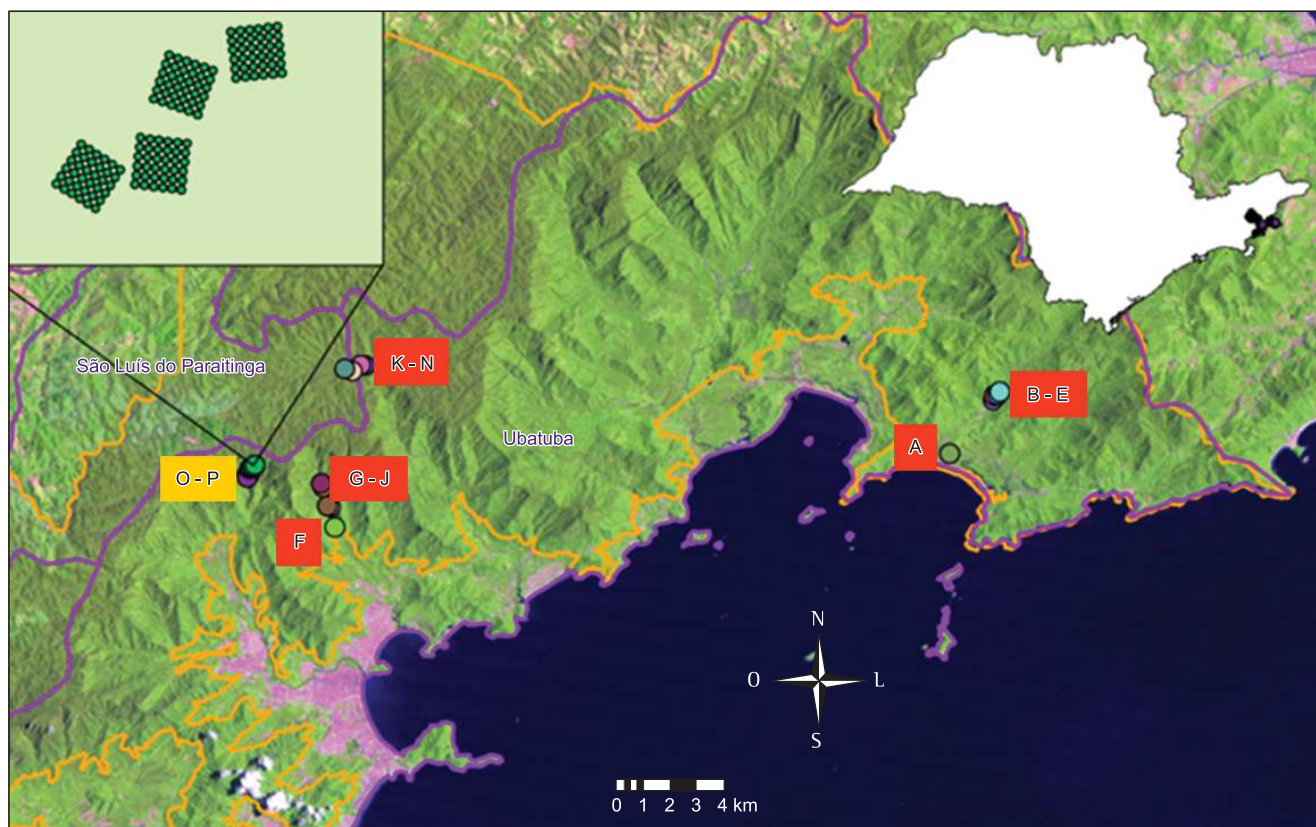 São Luís do Paraitinga
K - N
B - E
Ubatuba
A
O - P
G - J
F
N
O L
S
0 1 2 3 4 km